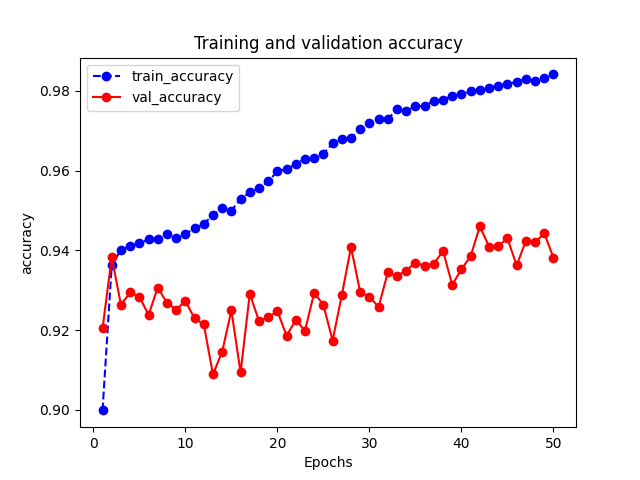 Training and validation accuracy
train_accuracy
val_accuracy
accuracy
0.98
0.96
0.94
0.92
0.90
0 10 20 30 40 50
Epochs